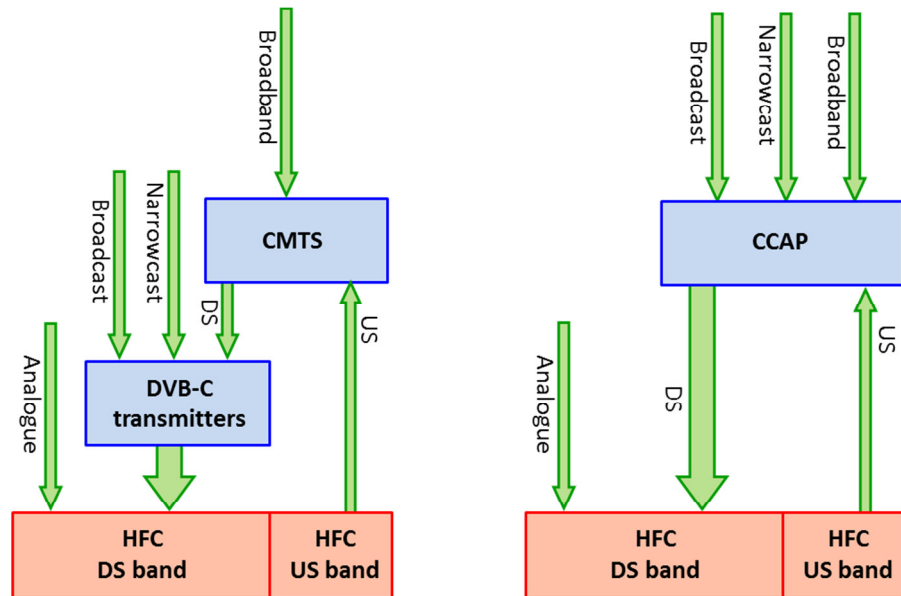 Broadband
Broadcast
Narrowcast
CMTS
DS
US
Analogue
DVB-C
transmitters
HFC
DS band
HFC
US band
Broadcast
Narrowcast
Broadband
CCAP
DS
US
Analogue
HFC
DS band
HFC
US band